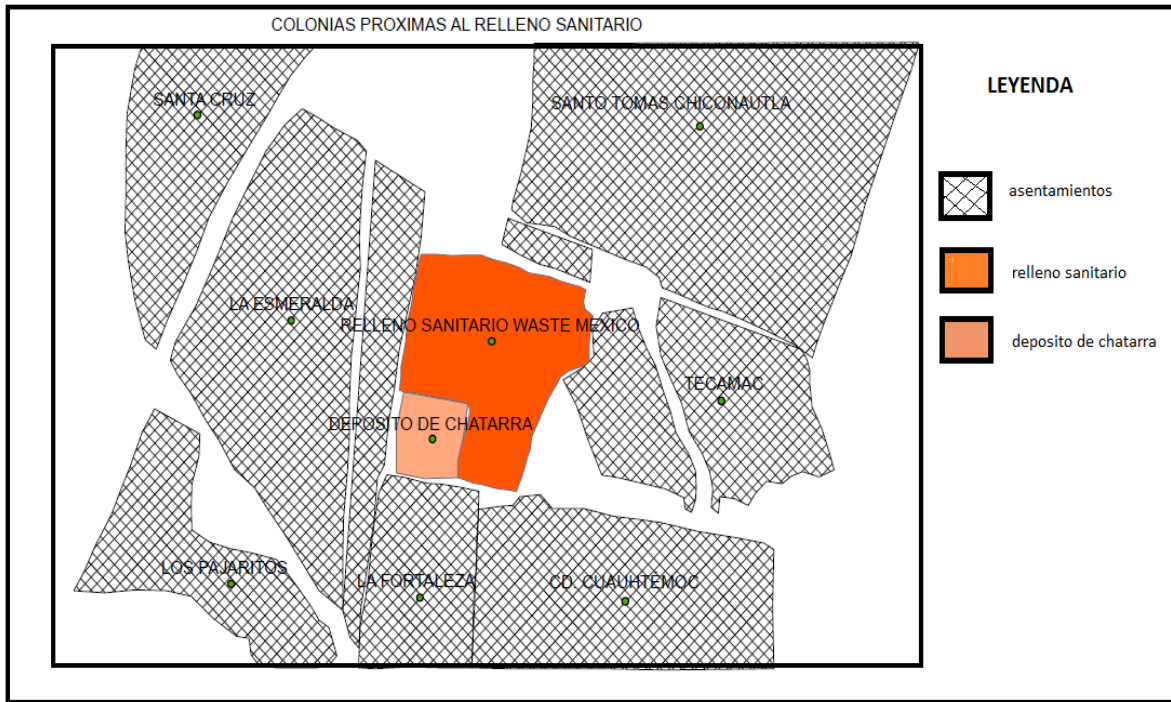 COLONIAS PROXIMAS AL RELLENO SANITARIO
SANTA CRUZ
SANTO TOMAS CHICONAUTLA
LA ESMERALDA
RELLENO SANITARIO WASTE MEXICO
TECAMAC
DEPOSITO DE CHATARRA
LOS PAJARITOS
LA FORTALEZA
CD. CUAUHTEMOC
LEYENDA
asentamientos
relleno sanitario
deposito de chatarra